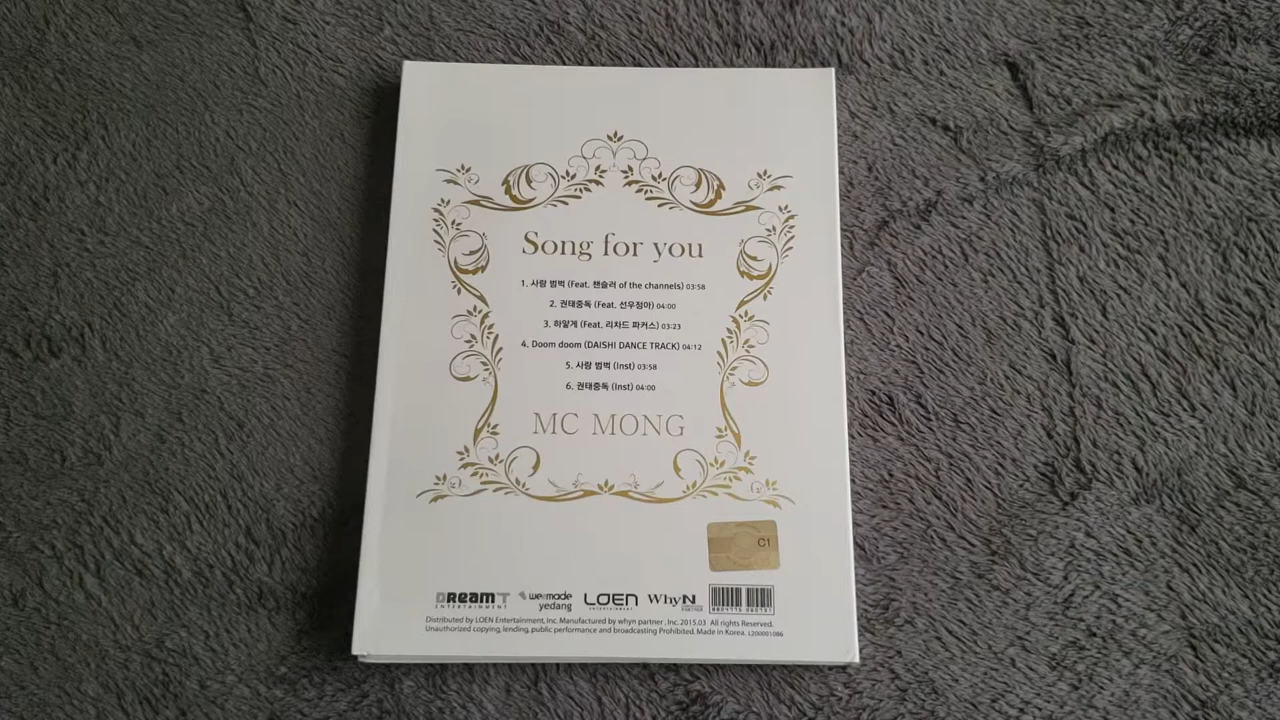 Song for you
1. 사랑 범벅 (Feat. 챈슬러 of the channels) 03:58
2. 권태중독 (Feat. 선우정아) 04:00
3. 하얗게 (Feat. 리차드 파커스) 03:23
4. Doom doom (DAISHI DANCE TRACK) 04:12
5. 사랑 범벅 (Inst) 03:58
6. 권태중독 (Inst) 04:00
MC MONG
C1
DREAM T ENTERTAINMENT
wemade yedang
LOEN ENTERTAINMENT
WhyN PARTNER
Distributed by LOEN Entertainment, Inc. Manufactured by whyn partner , Inc. 2015.03 All rights Reserved.
Unauthorized copying, lending, public performance and broadcasting Prohibited. Made in Korea. L200001086